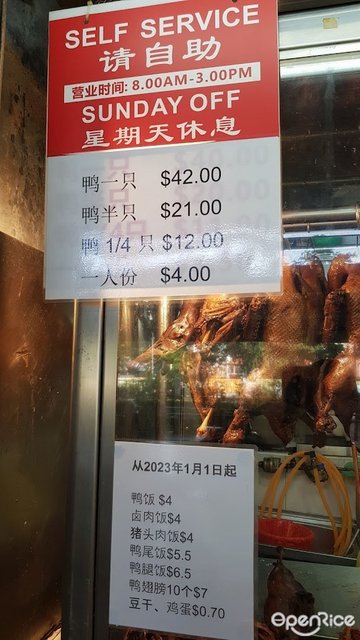 SELF SERVICE
请自助
营业时间: 8.00AM-3.00PM
SUNDAY OFF
星期天休息
鸭一只 $42.00
鸭半只 $21.00
鸭 1/4 只 $12.00
一人份 $4.00
从2023年1月1日起
鸭饭 $4
卤肉饭$4
猪头肉饭$4
鸭尾饭$5.5
鸭腿饭$6.5
鸭翅膀10个$7
豆干、鸡蛋$0.70
OpenRice